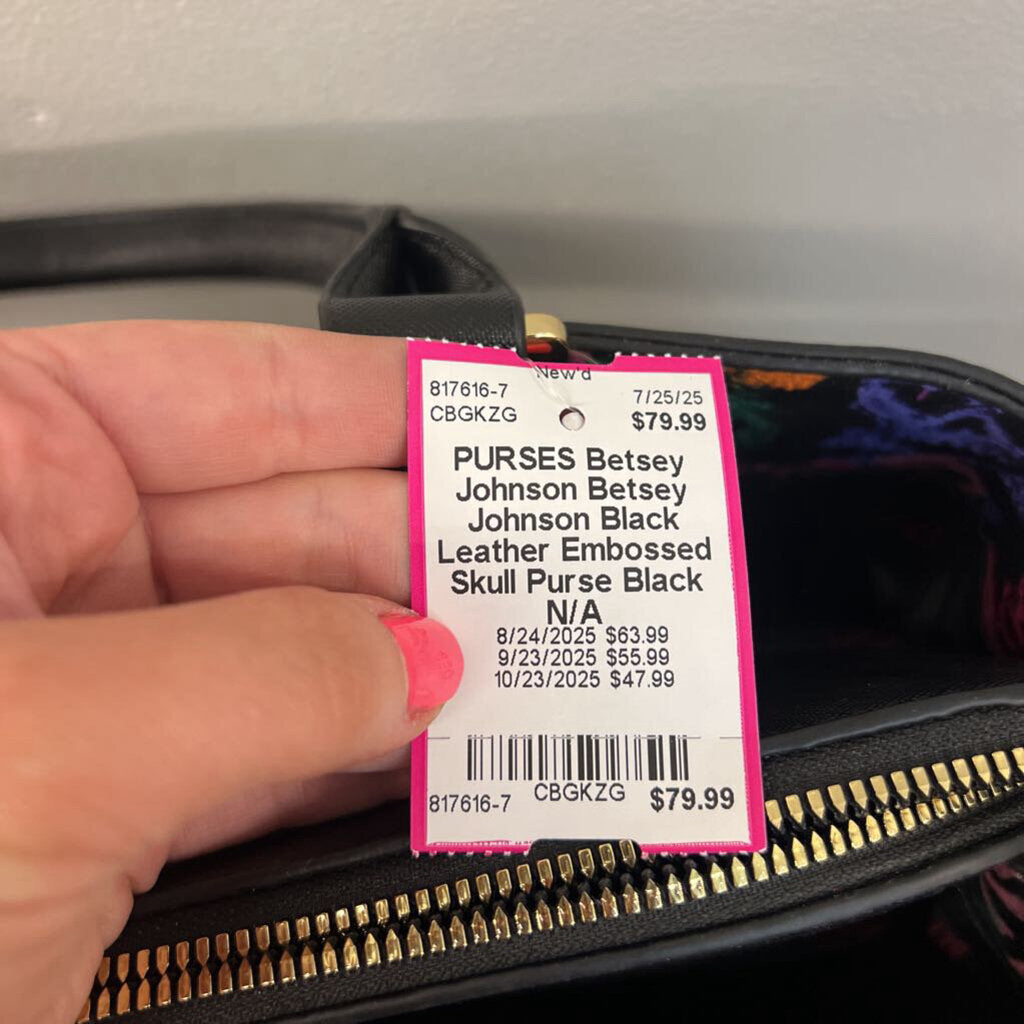 New'd
817616-7 7/25/25
CBGKZG $79.99
PURSES Betsey
Johnson Betsey
Johnson Black
Leather Embossed
Skull Purse Black
N/A
8/24/2025 $63.99
9/23/2025 $55.99
10/23/2025 $47.99
817616-7 CBGKZG $79.99